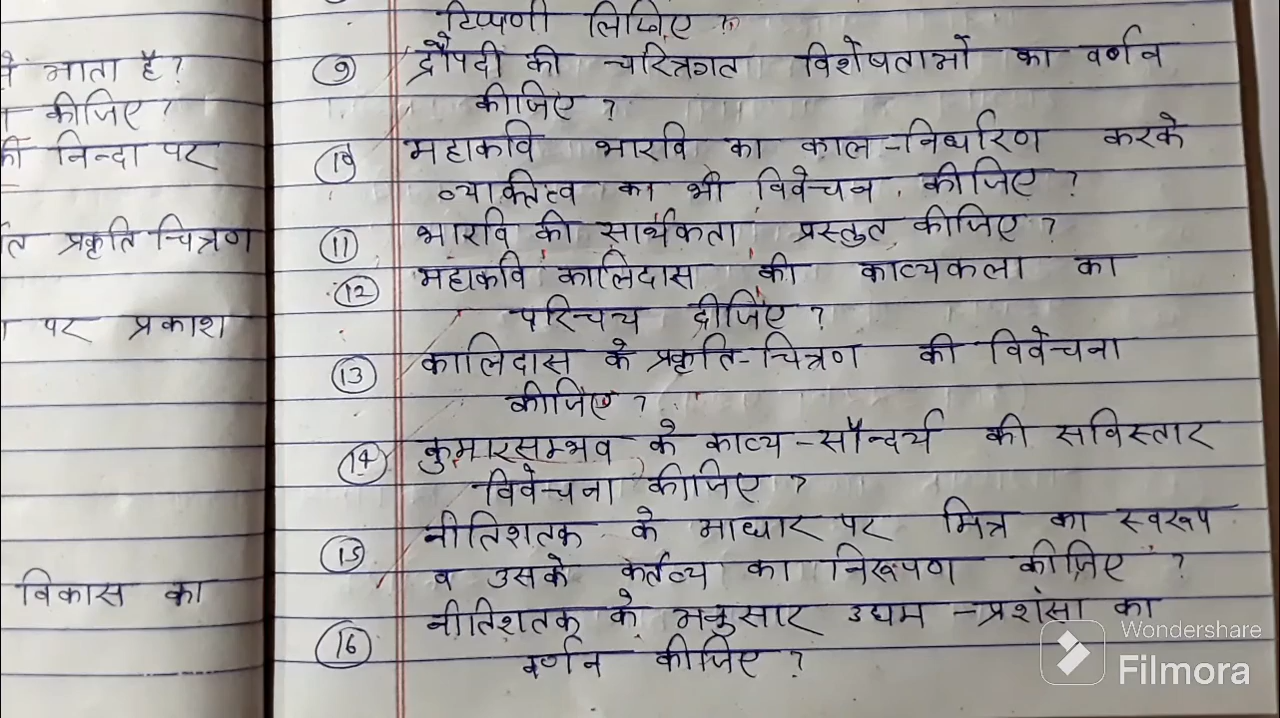 ने आता है?
कीजिए?
की निन्दा पर
प्रकृति चित्रण
पर प्रकाश
विकास का
टिप्पणी लिखिए ?
9 द्रौपदी की चरित्रगत विशेषताओं का वर्णन
कीजिए ?
10 महाकवि भारवि का काल-निर्धारण करके
व्यक्तित्व का भी विवेचन कीजिए ?
11 भारवि की सार्थकता प्रस्तुत कीजिए ?
12 महाकवि कालिदास की काव्यकला का
परिचय दीजिए ?
13 कालिदास के प्रकृति-चित्रण की विवेचना
कीजिए ?
14 कुमारसम्भव के काव्य-सौन्दर्य की सविस्तार
विवेचना कीजिए ?
15 नीतिशतक के आधार पर मित्र का स्वरूप
व उसके कर्तव्य का निरूपण कीजिए ?
16 नीतिशतक के अनुसार उद्यम-प्रशंसा का
वर्णन कीजिए ?
Wondershare
Filmora